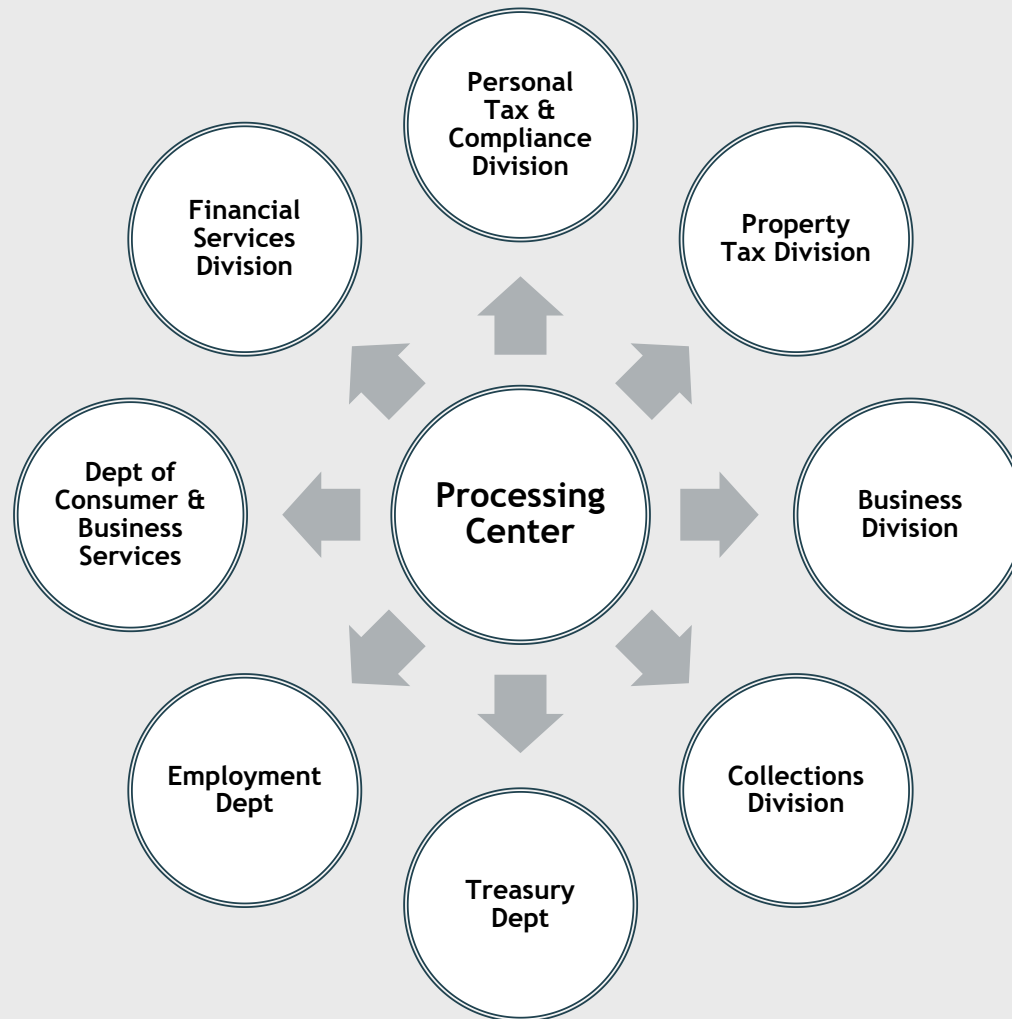 Personal
Tax &
Compliance
Division
Financial
Services
Division
Property
Tax Division
Dept of
Consumer &
Business
Services
Processing
Center
Business
Division
Employment
Dept
Collections
Division
Treasury
Dept